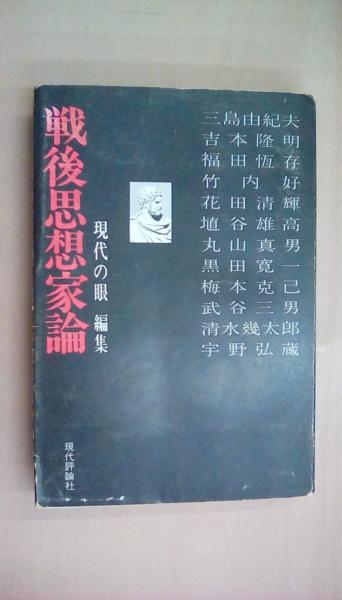 三島由紀夫
吉本隆明
福田恆存
竹内好
花田清輝
埴谷雄高
丸山真男
黒田寛一
梅本克己
武谷三男
清水幾太郎
宇野弘蔵
戦後思想家論
現代の眼 編集
現代評論社